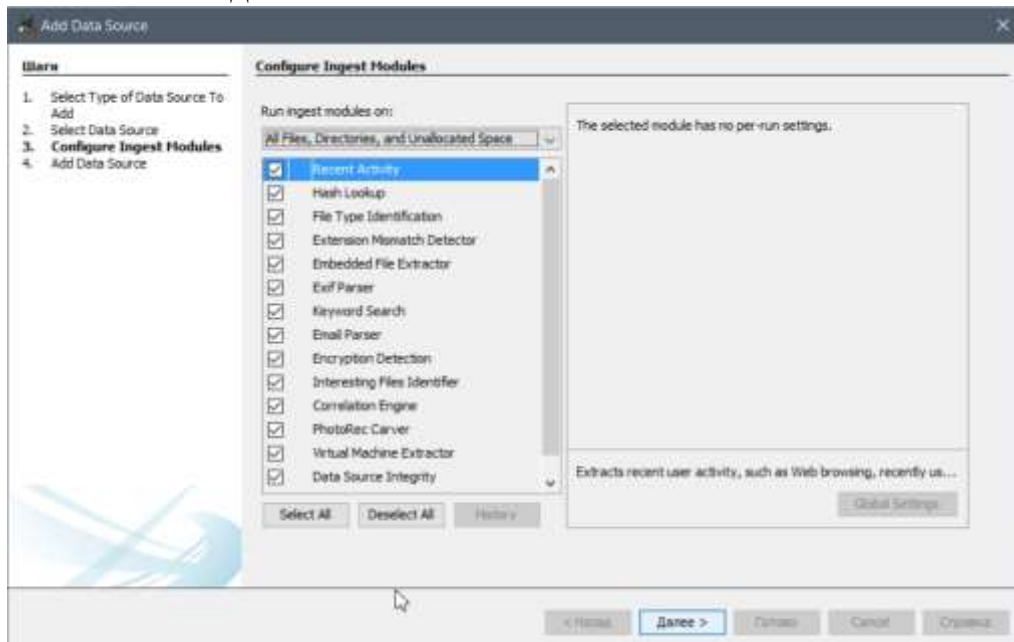 Add Data Source
Шаги
1. Select Type of Data Source To
Add
2. Select Data Source
3. Configure Ingest Modules
4. Add Data Source
Configure Ingest Modules
Run ingest modules on:
All Files, Directories, and Unallocated Space
Recent Activity
Hash Lookup
File Type Identification
Extension Mismatch Detector
Embedded File Extractor
Exif Parser
Keyword Search
Email Parser
Encryption Detection
Interesting Files Identifier
Correlation Engine
PhotoRec Carver
Virtual Machine Extractor
Data Source Integrity
Select All Deselect All History
The selected module has no per-run settings.
Extracts recent user activity, such as Web browsing, recently us...
Global Settings
< Назад Далее > Готово Cancel Справка